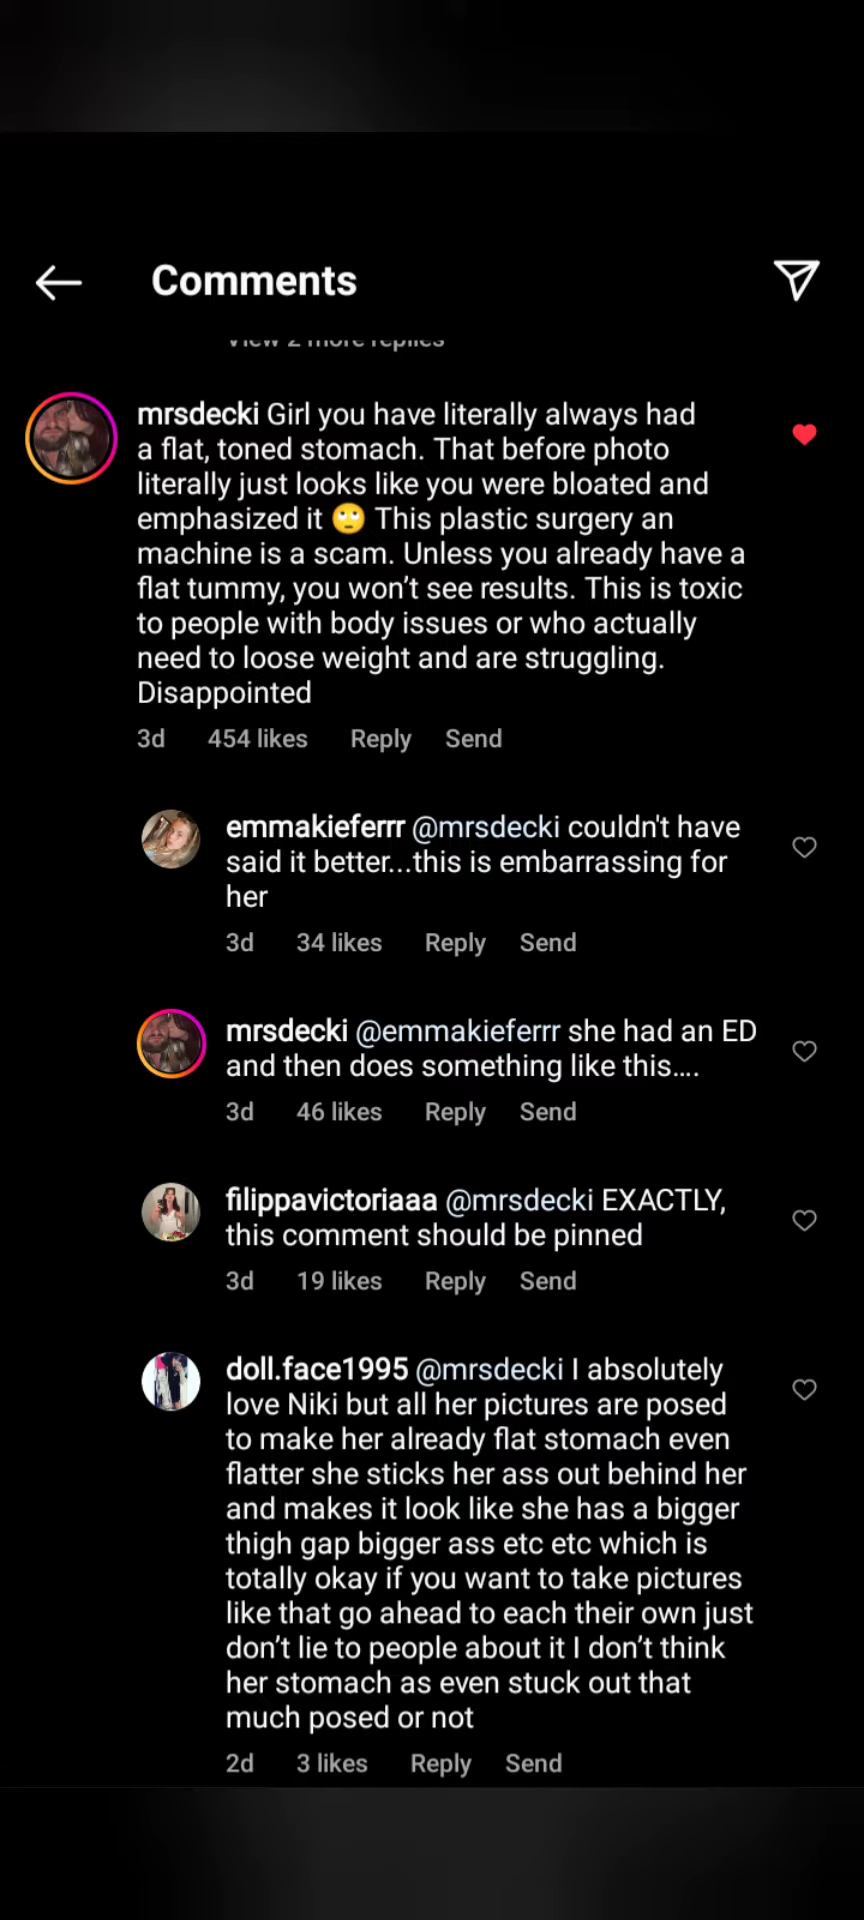 Comments
View 2 more replies
mrsdecki Girl you have literally always had
a flat, toned stomach. That before photo
literally just looks like you were bloated and
emphasized it 🙄 This plastic surgery an
machine is a scam. Unless you already have a
flat tummy, you won’t see results. This is toxic
to people with body issues or who actually
need to loose weight and are struggling.
Disappointed
3d 454 likes Reply Send
emmakieferrr @mrsdecki couldn't have
said it better...this is embarrassing for
her
3d 34 likes Reply Send
mrsdecki @emmakieferrr she had an ED
and then does something like this....
3d 46 likes Reply Send
filippavictoriaaa @mrsdecki EXACTLY,
this comment should be pinned
3d 19 likes Reply Send
doll.face1995 @mrsdecki I absolutely
love Niki but all her pictures are posed
to make her already flat stomach even
flatter she sticks her ass out behind her
and makes it look like she has a bigger
thigh gap bigger ass etc etc which is
totally okay if you want to take pictures
like that go ahead to each their own just
don’t lie to people about it I don’t think
her stomach as even stuck out that
much posed or not
2d 3 likes Reply Send